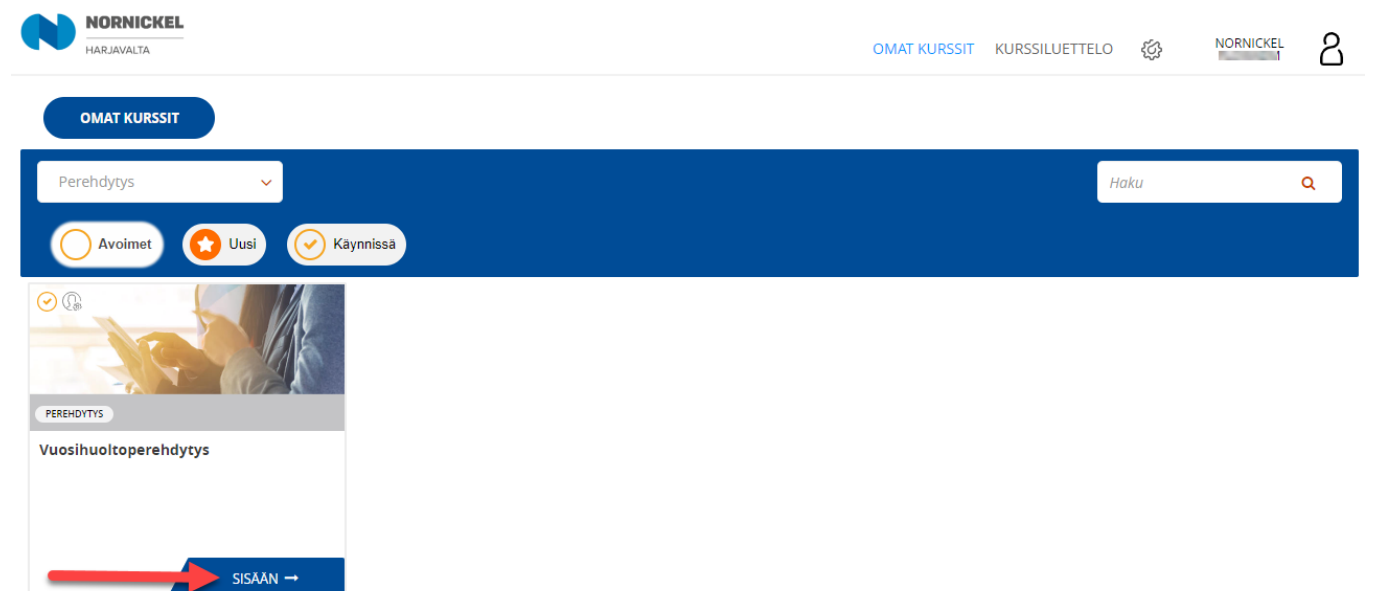 NORNICKEL
HARJAVALTA
OMAT KURSSIT KURSSILUETTELO NORNICKEL
OMAT KURSSIT
Perehdytys Haku
Avoimet Uusi Käynnissä
PEREHDYTYS
Vuosihuoltoperehdytys
SISÄÄN →